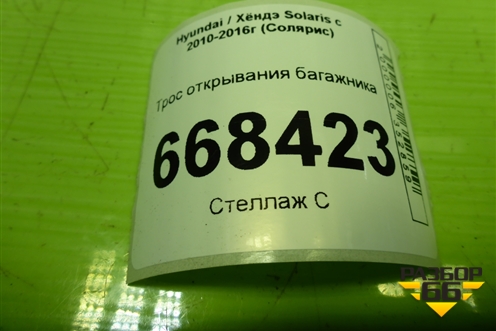 Hyundai / Хёндэ Solaris с
2010-2016г (Солярис)
Трос открывания багажника
668423
Стеллаж С
РАЗБОР
66